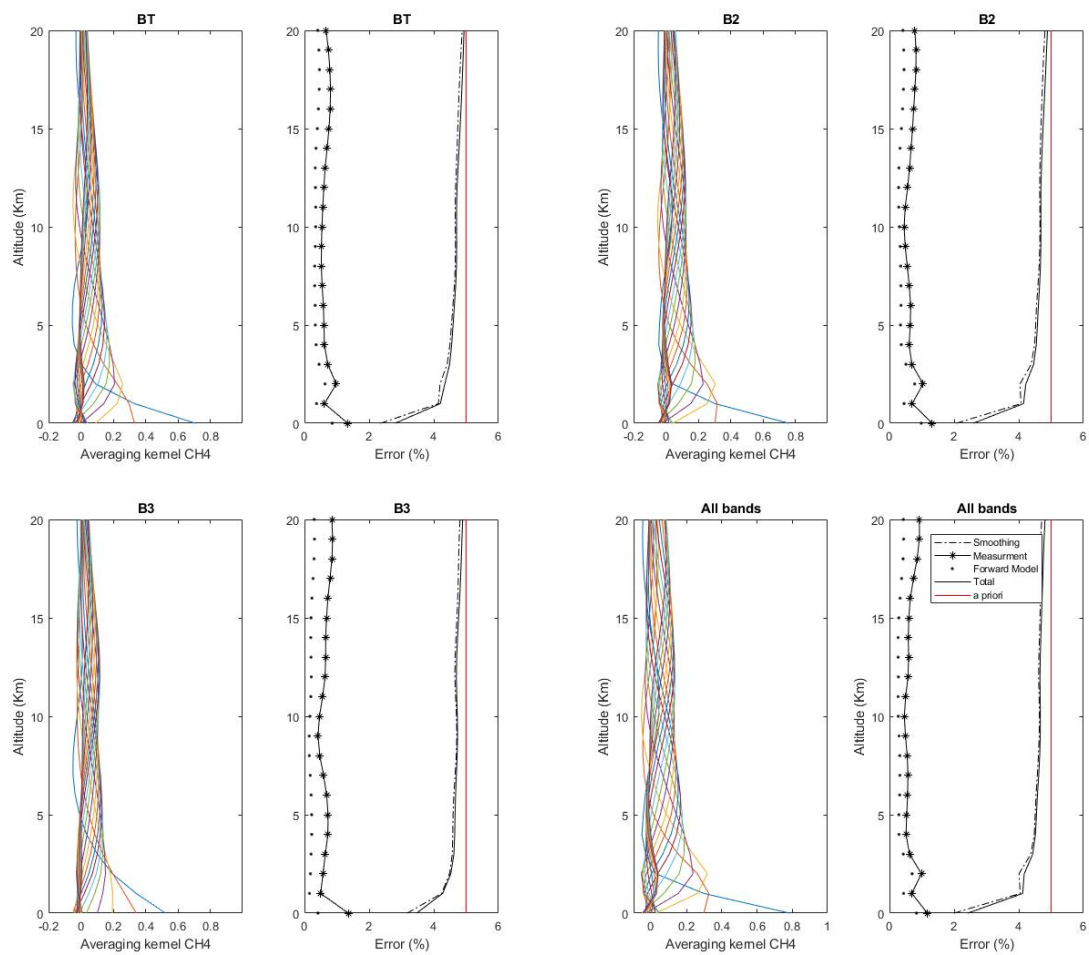 BT
20
15
10
5
0
Altitude (Km)
-0.2 0 0.2 0.4 0.6 0.8
Averaging kernel CH4
BT
20
15
10
5
0
0 2 4 6
Error (%)
B2
20
15
10
5
0
Altitude (Km)
-0.2 0 0.2 0.4 0.6 0.8
Averaging kernel CH4
B2
20
15
10
5
0
0 2 4 6
Error (%)
B3
20
15
10
5
0
Altitude (Km)
-0.2 0 0.2 0.4 0.6 0.8
Averaging kernel CH4
B3
20
15
10
5
0
0 2 4 6
Error (%)
All bands
20
15
10
5
0
Altitude (Km)
0 0.2 0.4 0.6 0.8 1
Averaging kernel CH4
All bands
20
15
10
5
0
Altitude (Km)
0 2 4 6
Error (%)
Smoothing
Measurment
Forward Model
Total
a priori